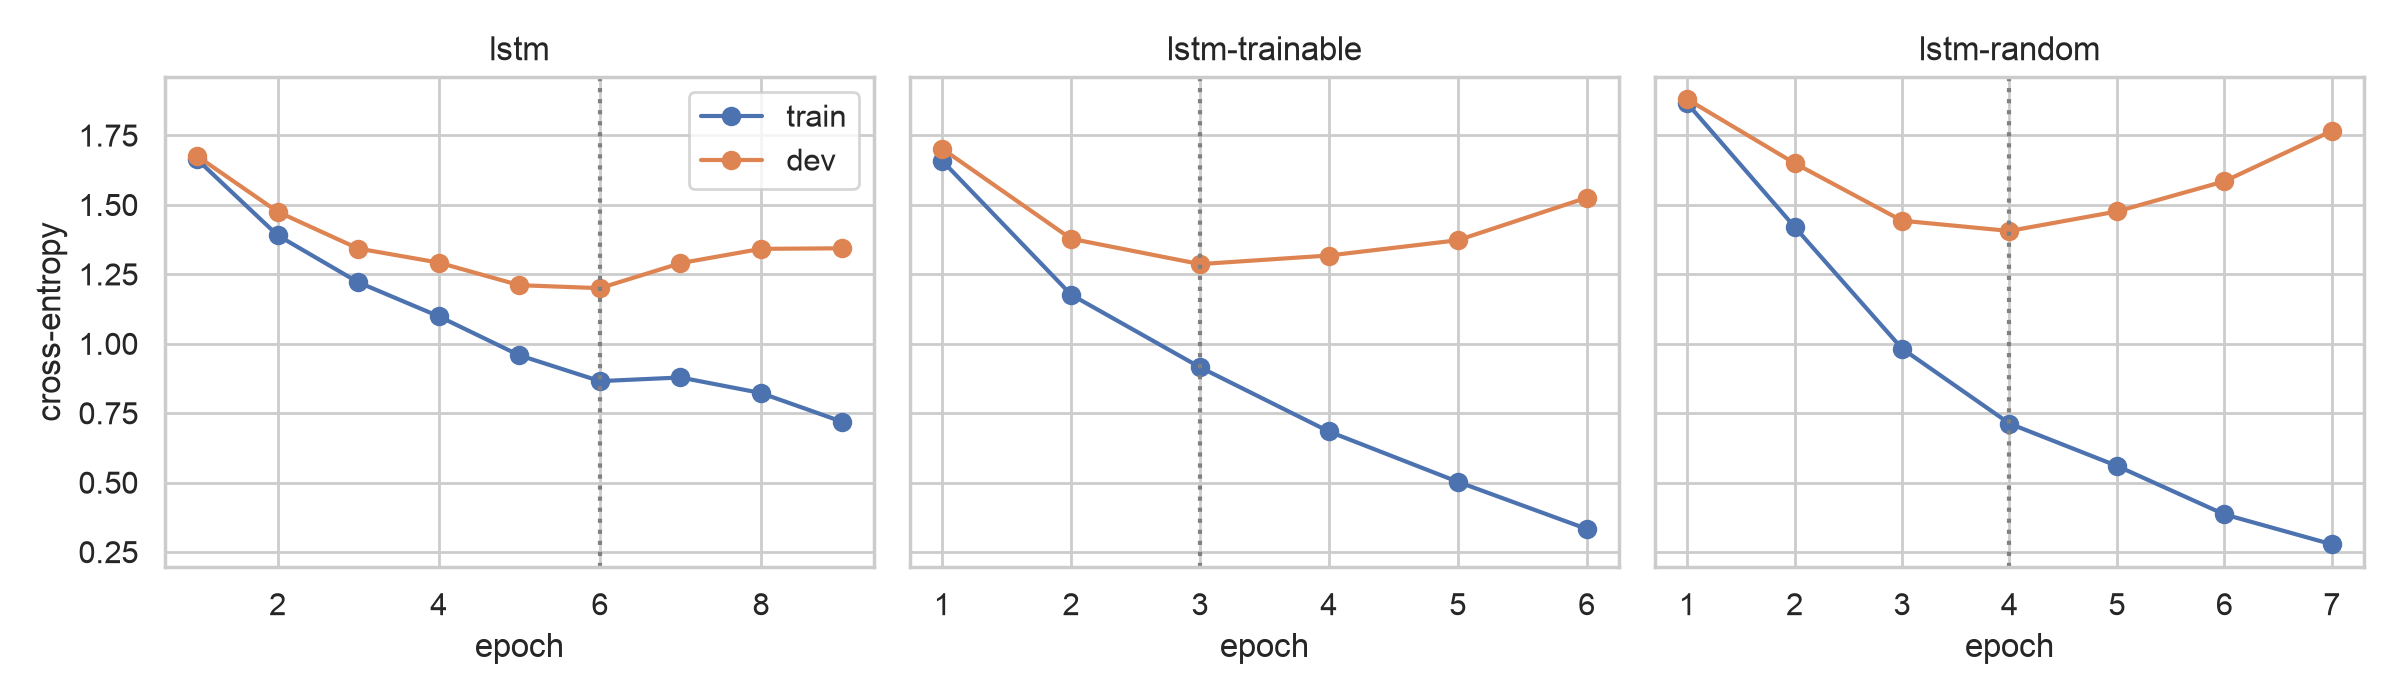 lstm
lstm-trainable
lstm-random
train
dev
cross-entropy
1.75
1.50
1.25
1.00
0.75
0.50
0.25
2 4 6 8
1 2 3 4 5 6
1 2 3 4 5 6 7
epoch
epoch
epoch